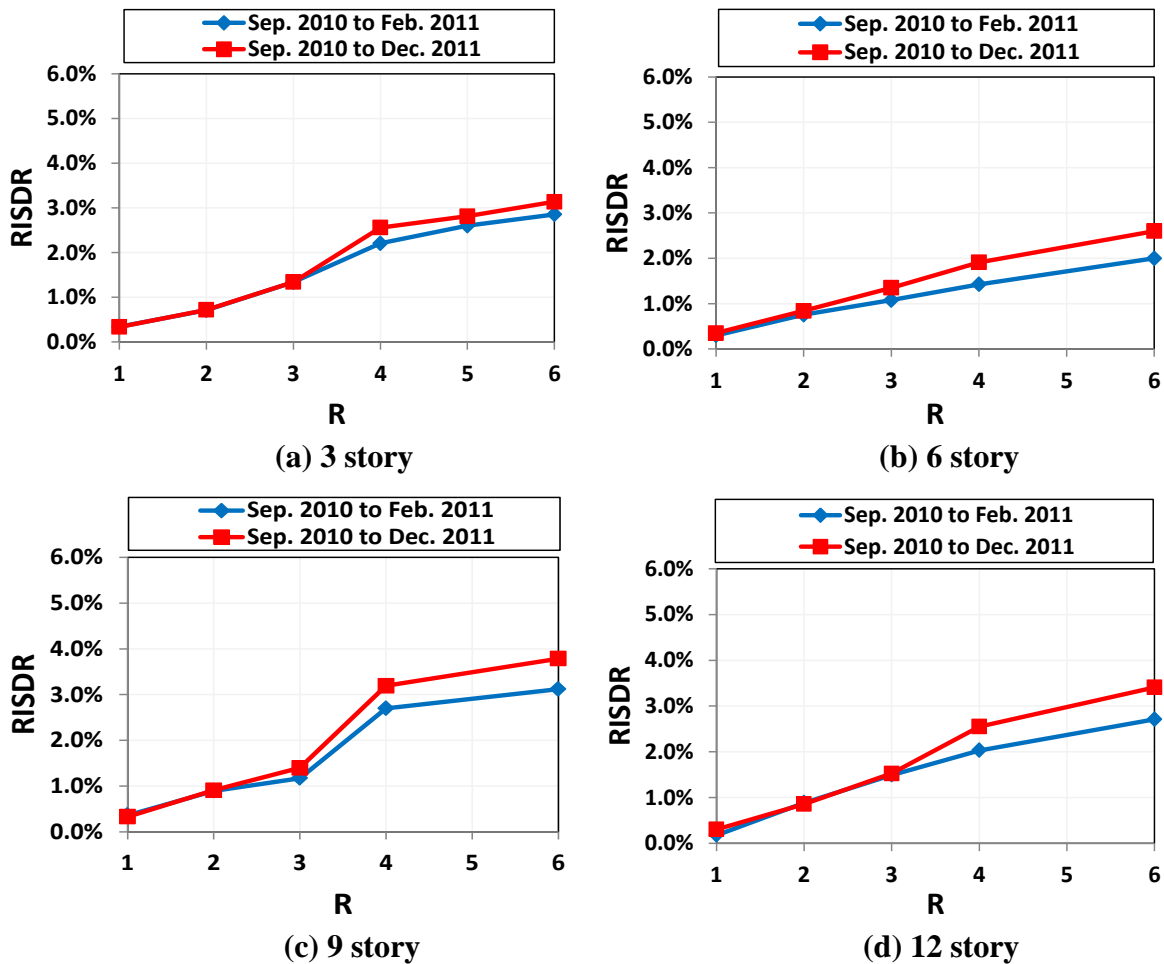 Sep. 2010 to Feb. 2011
Sep. 2010 to Dec. 2011
6.0%
5.0%
4.0%
3.0%
2.0%
1.0%
0.0%
RISDR
1 2 3 4 5 6
R
(a) 3 story
Sep. 2010 to Feb. 2011
Sep. 2010 to Dec. 2011
6.0%
5.0%
4.0%
3.0%
2.0%
1.0%
0.0%
RISDR
1 2 3 4 5 6
R
(b) 6 story
Sep. 2010 to Feb. 2011
Sep. 2010 to Dec. 2011
6.0%
5.0%
4.0%
3.0%
2.0%
1.0%
0.0%
RISDR
1 2 3 4 5 6
R
(c) 9 story
Sep. 2010 to Feb. 2011
Sep. 2010 to Dec. 2011
6.0%
5.0%
4.0%
3.0%
2.0%
1.0%
0.0%
RISDR
1 2 3 4 5 6
R
(d) 12 story